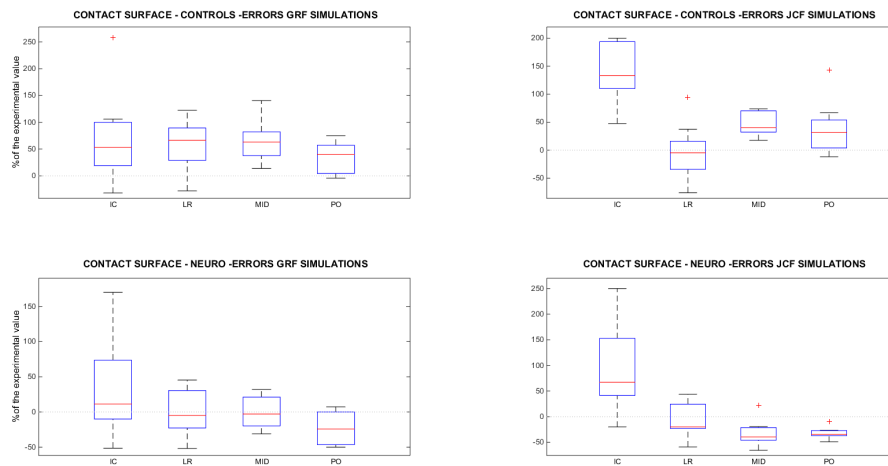 CONTACT SURFACE - CONTROLS -ERRORS GRF SIMULATIONS
%of the experimental value
250
200
150
100
50
0
IC LR MID PO
CONTACT SURFACE - CONTROLS -ERRORS JCF SIMULATIONS
200
150
100
50
0
-50
IC LR MID PO
CONTACT SURFACE - NEURO -ERRORS GRF SIMULATIONS
%of the experimental value
150
100
50
0
-50
IC LR MID PO
CONTACT SURFACE - NEURO -ERRORS JCF SIMULATIONS
250
200
150
100
50
0
-50
IC LR MID PO